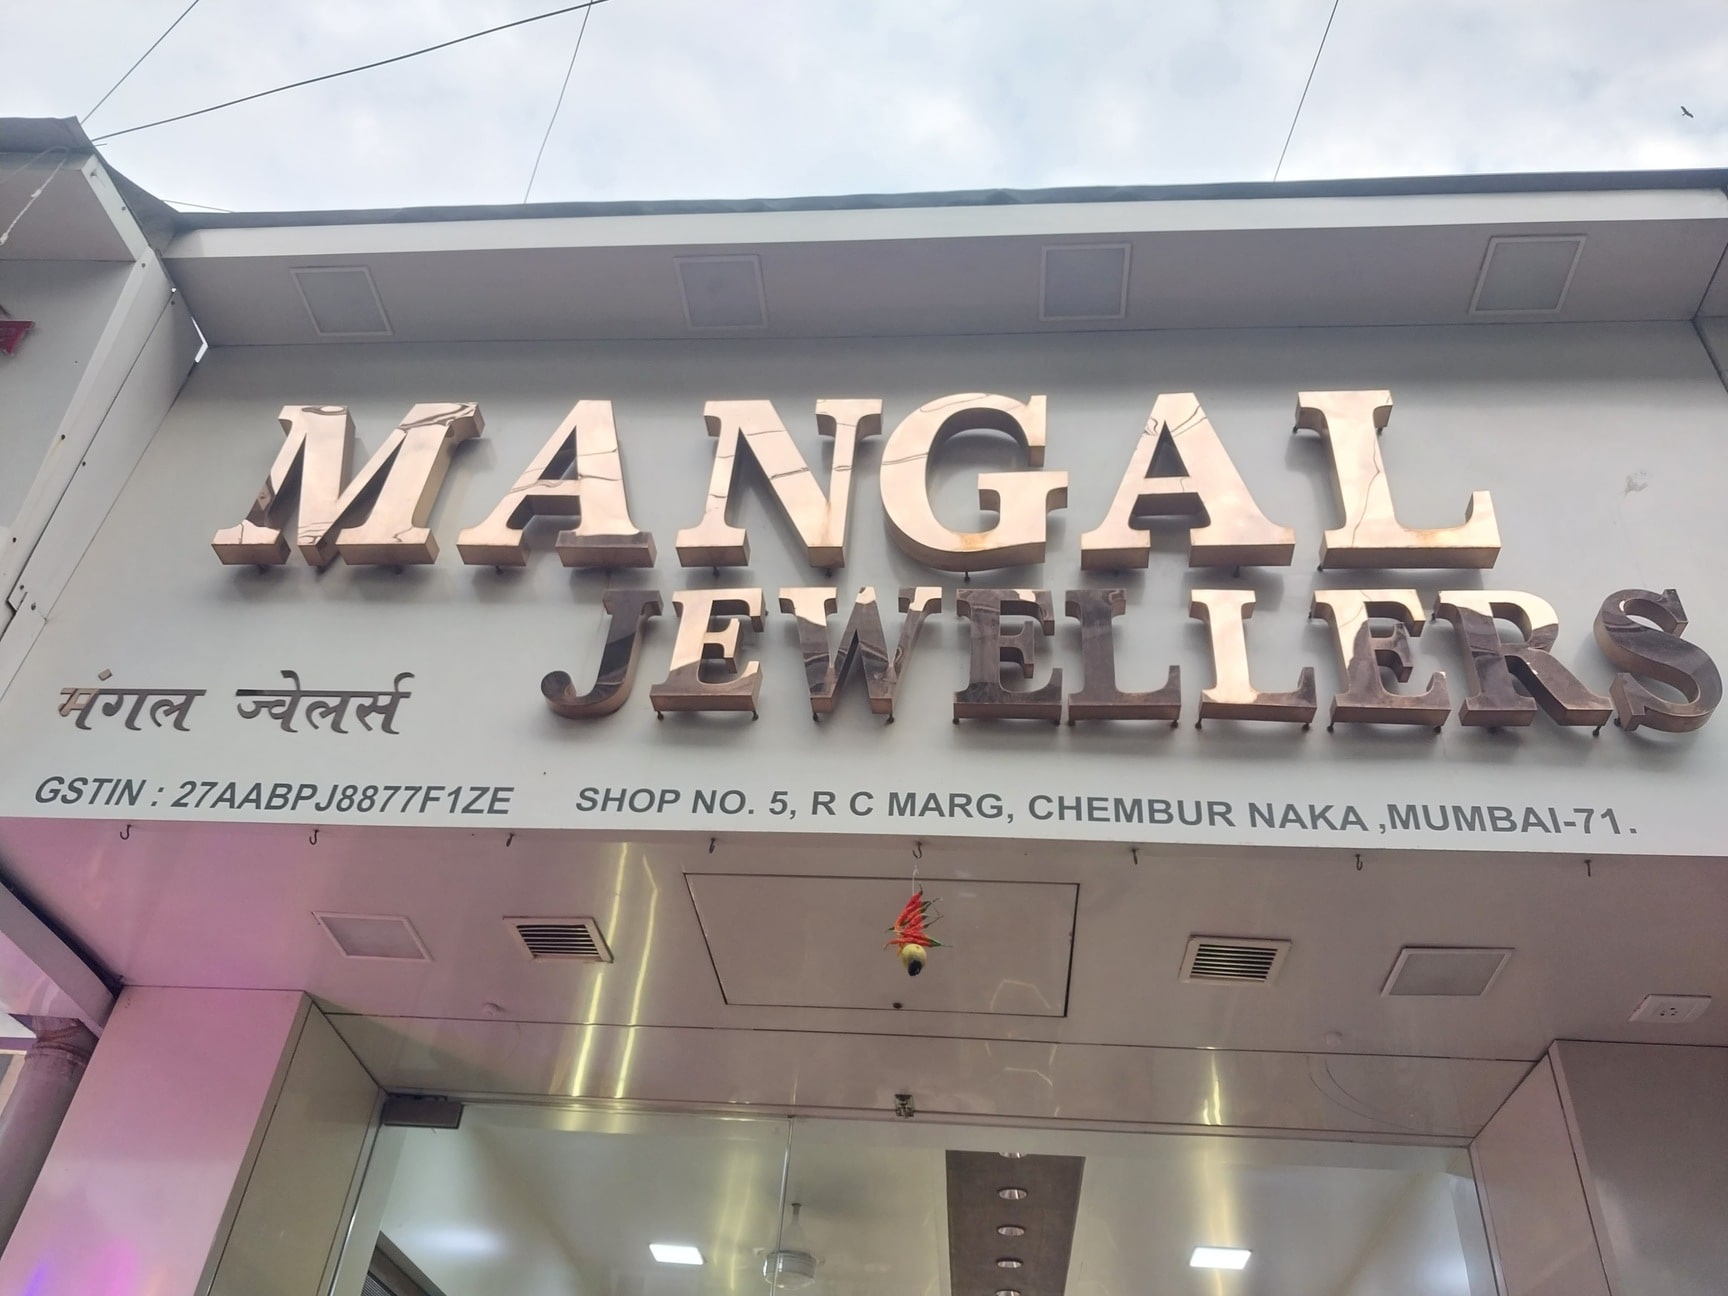 MANGAL
JEWELLERS
मंगल ज्वेलर्स
GSTIN : 27AABPJ8877F1ZE
SHOP NO. 5, R C MARG, CHEMBUR NAKA ,MUMBAI-71.